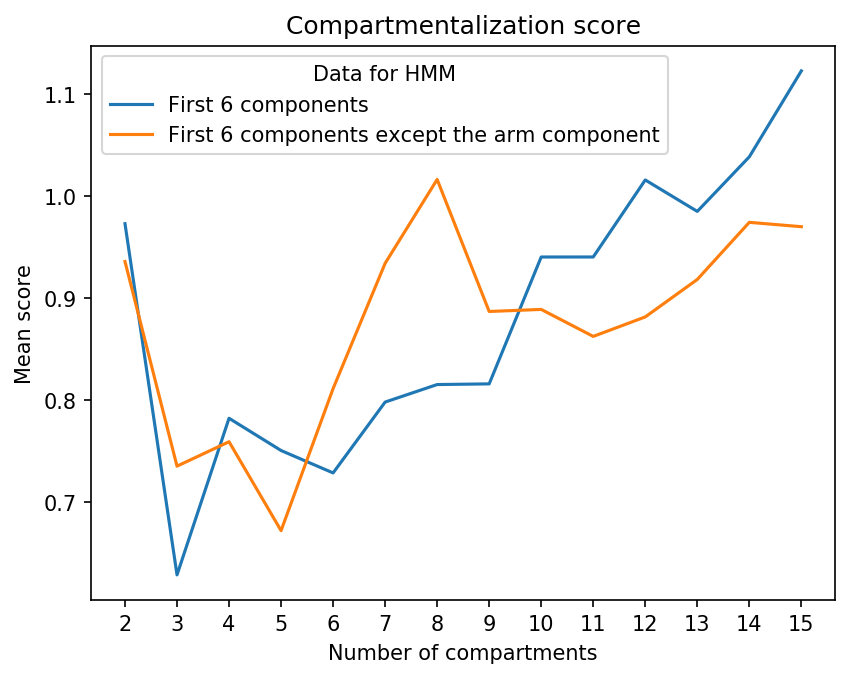 Compartmentalization score
Data for HMM
First 6 components
First 6 components except the arm component
Mean score
1.1
1.0
0.9
0.8
0.7
2 3 4 5 6 7 8 9 10 11 12 13 14 15
Number of compartments